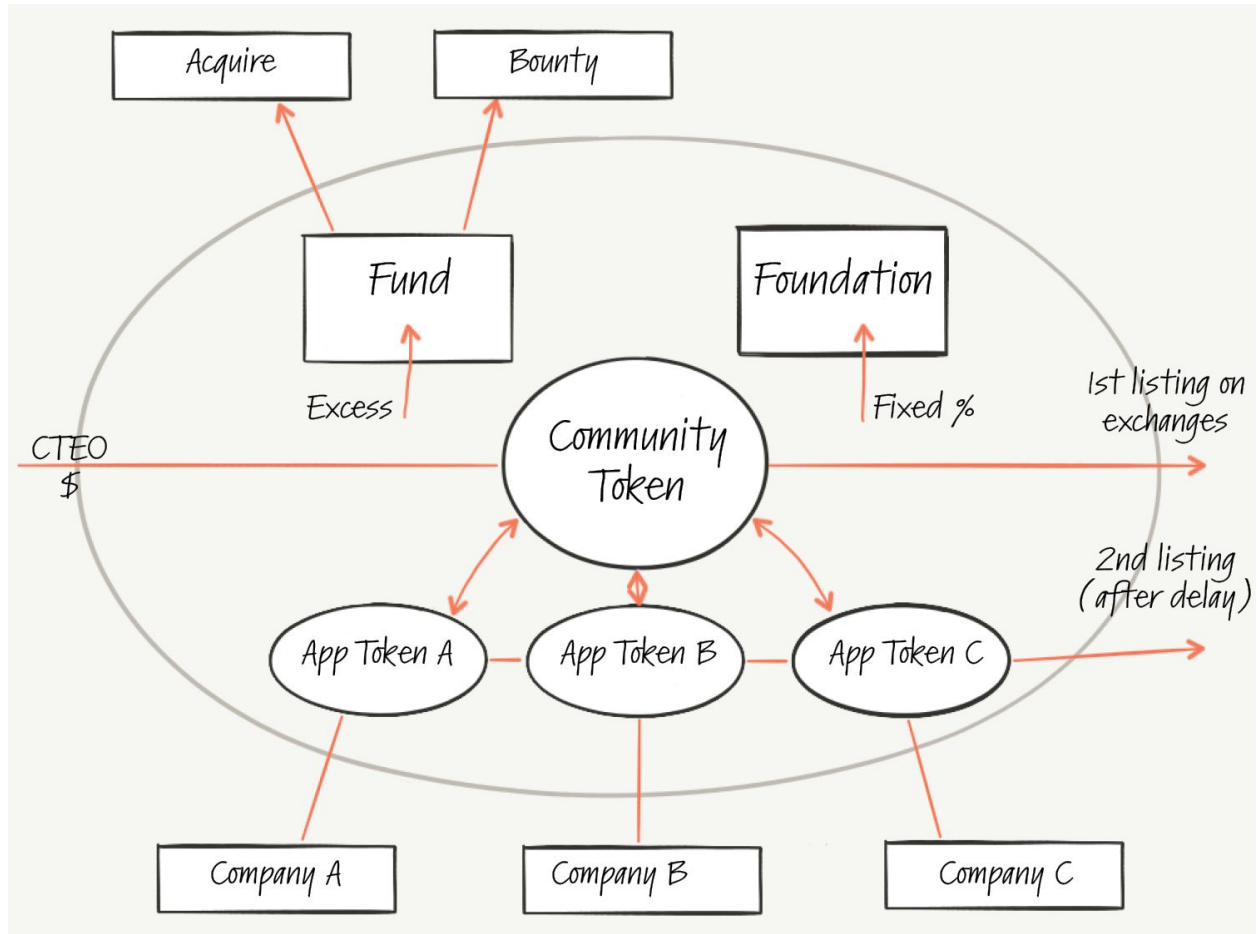 Acquire
Bounty
Fund
Foundation
Excess
Fixed %
1st listing on
exchanges
CTEO
$
Community
Token
2nd listing
(after delay)
App Token A
App Token B
App Token C
Company A
Company B
Company C